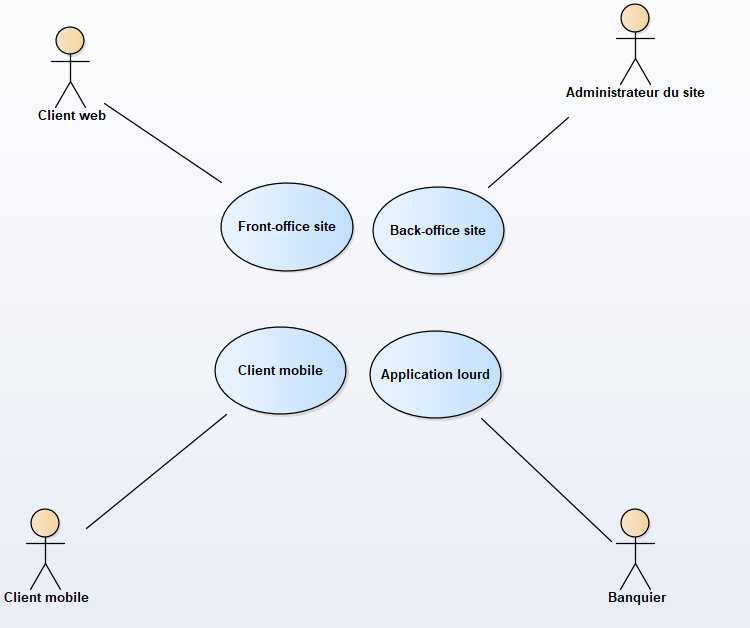 Client web
Administrateur du site
Front-office site
Back-office site
Client mobile
Application lourd
Client mobile
Banquier